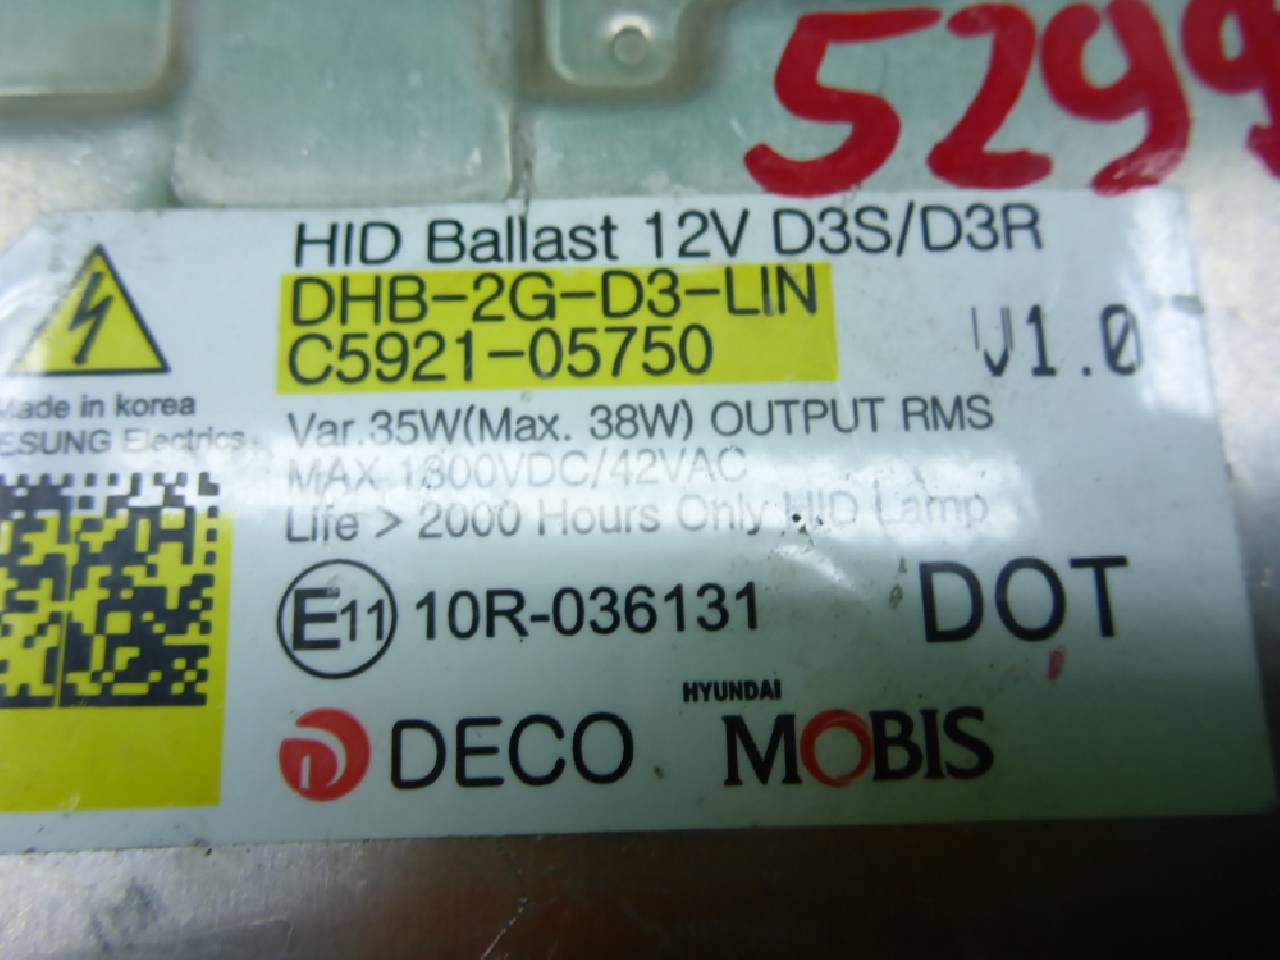 5299
HID Ballast 12V D3S/D3R
DHB-2G-D3-LIN
C5921-05750
V1.0
Made in korea
ESUNG Electrics
Var.35W(Max. 38W) OUTPUT RMS
MAX 1300VDC/42VAC
Life > 2000 Hours Only HID Lamp
E11 10R-036131
DOT
DECO
HYUNDAI
MOBIS